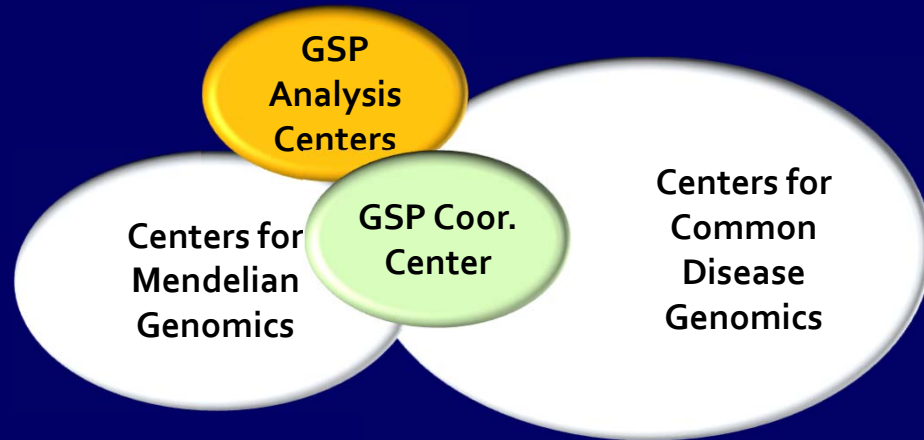 GSP
Analysis
Centers
Centers for
Mendelian
Genomics
GSP Coor.
Center
Centers for
Common
Disease
Genomics